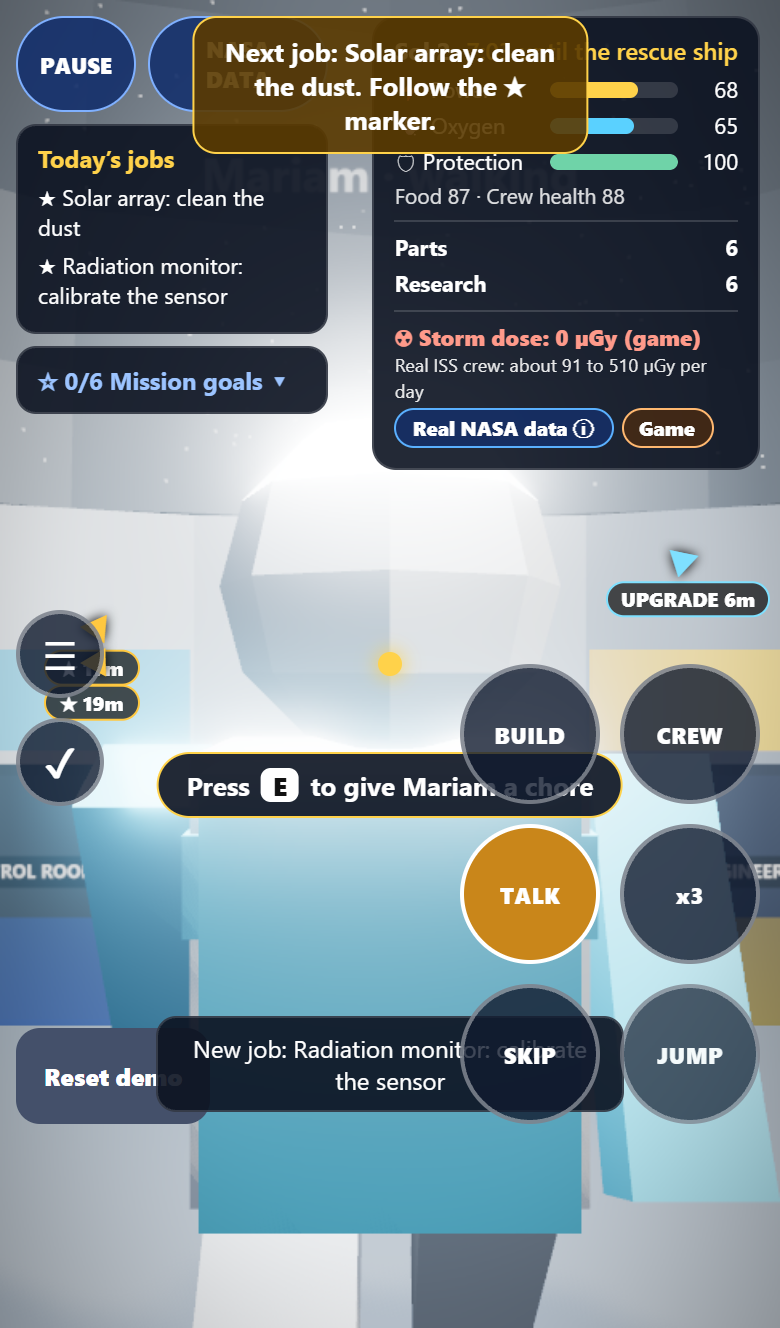 PAUSE
DATA
Next job: Solar array: clean
the dust. Follow the ★
marker.
the rescue ship
68
Oxygen 65
Protection 100
Food 87 · Crew health 88
Parts 6
Research 6
☢ Storm dose: 0 µGy (game)
Real ISS crew: about 91 to 510 µGy per
day
Real NASA data ⓘ
Game
Today's jobs
★ Solar array: clean the
dust
★ Radiation monitor:
calibrate the sensor
☆ 0/6 Mission goals ▼
Mariam
UPGRADE 6m
★ 19m
✓
BUILD
CREW
Press E to give Mariam a chore
TALK
x3
New job: Radiation monitor: calibrate
the sensor
SKIP
JUMP
Reset demo